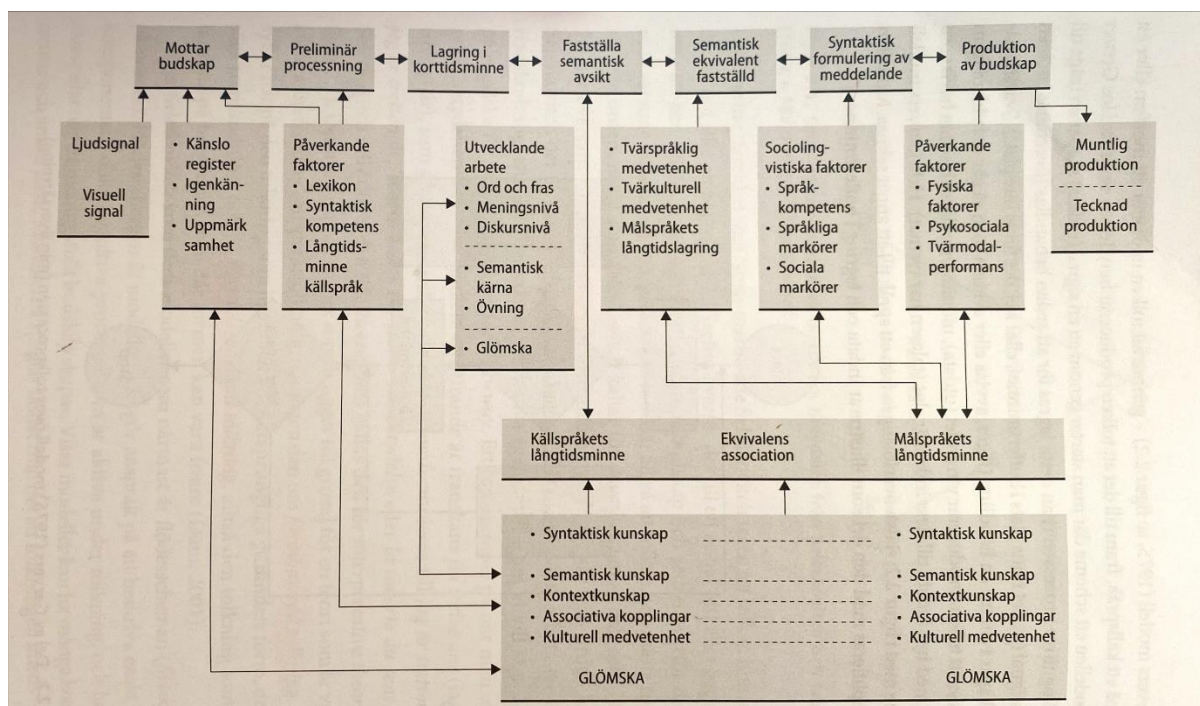 Mottar
budskap
Preliminär
processning
Lagring i
korttidsminne
Fastställa
semantisk
avsikt
Semantisk
ekvivalent
fastställd
Syntaktisk
formulering av
meddelande
Produktion
av budskap
Ljudsignal
Visuell
signal
• Känslo
register
• Igenkän-
ning
• Uppmärk
samhet
Påverkande
faktorer
• Lexikon
• Syntaktisk
kompetens
• Långtids-
minne
källspråk
Utvecklande
arbete
• Ord och fras
• Meningsnivå
• Diskursnivå
• Semantisk
kärna
• Övning
• Glömska
• Tvärspråklig
medvetenhet
• Tvärkulturell
medvetenhet
• Målspråkets
långtidslagring
Socioling-
vistiska faktorer
• Språk-
kompetens
• Språkliga
markörer
• Sociala
markörer
Påverkande
faktorer
• Fysiska
faktorer
• Psykosociala
• Tvärmodal-
performans
Muntlig
produktion
Tecknad
produktion
Källspråkets
långtidsminne
Ekvivalens
association
Målspråkets
långtidsminne
• Syntaktisk kunskap
• Semantisk kunskap
• Kontextkunskap
• Associativa kopplingar
• Kulturell medvetenhet
GLÖMSKA
• Syntaktisk kunskap
• Semantisk kunskap
• Kontextkunskap
• Associativa kopplingar
• Kulturell medvetenhet
GLÖMSKA